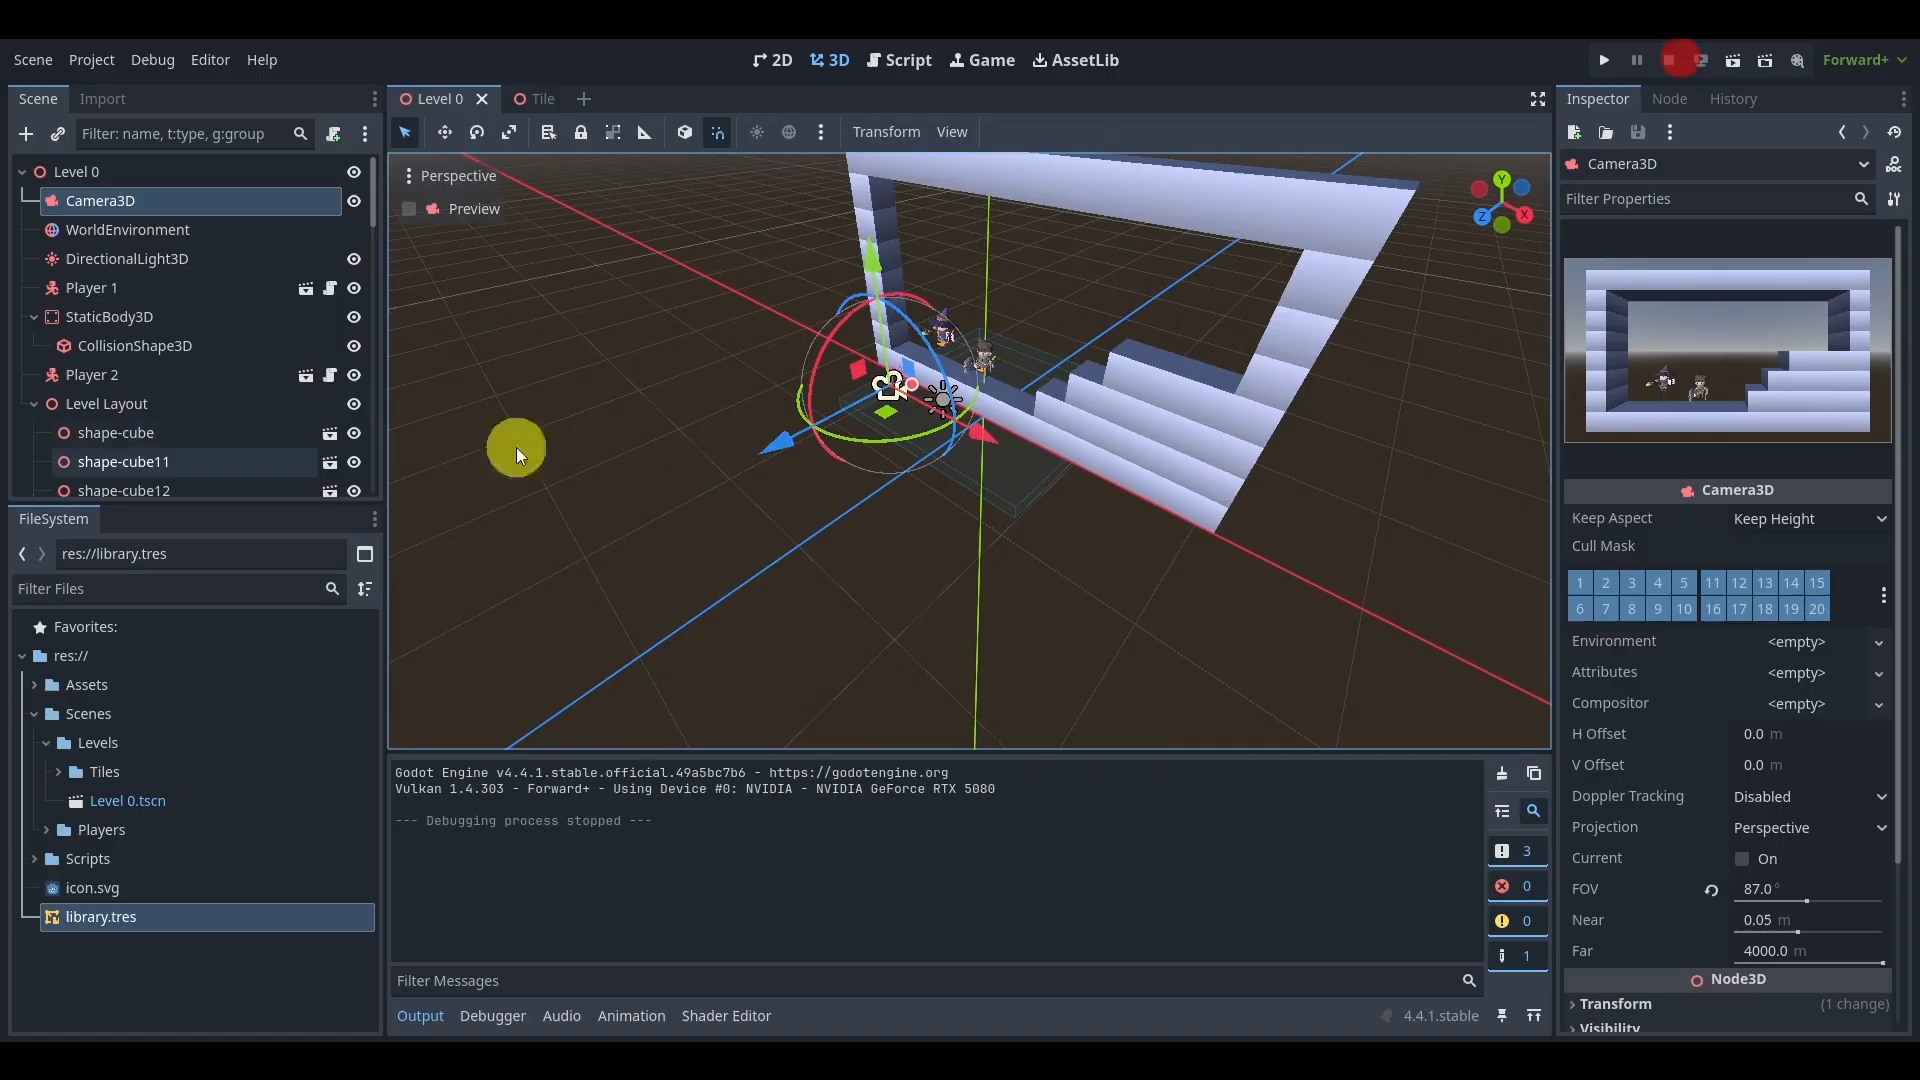 Scene Project Debug Editor Help
2D 3D Script Game AssetLib
Forward+
Scene Import
Level 0 Tile
Inspector Node History
Filter: name, t:type, g:group
Transform View
Level 0
Camera3D
WorldEnvironment
DirectionalLight3D
Player 1
StaticBody3D
CollisionShape3D
Player 2
Level Layout
shape-cube
shape-cube11
shape-cube12
FileSystem
res://library.tres
Filter Files
Favorites:
res://
Assets
Scenes
Levels
Tiles
Level 0.tscn
Players
Scripts
icon.svg
library.tres
Perspective
Preview
Y
Z X
Godot Engine v4.4.1.stable.official.49a5bc7b6 - https://godotengine.org
Vulkan 1.4.303 - Forward+ - Using Device #0: NVIDIA - NVIDIA GeForce RTX 5080
--- Debugging process stopped ---
3
0
0
1
Filter Messages
Output Debugger Audio Animation Shader Editor
4.4.1.stable
Camera3D
DOC
Filter Properties
Camera3D
Keep Aspect Keep Height
Cull Mask
1 2 3 4 5 11 12 13 14 15
6 7 8 9 10 16 17 18 19 20
Environment <empty>
Attributes <empty>
Compositor <empty>
H Offset 0.0 m
V Offset 0.0 m
Doppler Tracking Disabled
Projection Perspective
Current On
FOV 87.0 °
Near 0.05 m
Far 4000.0 m
Node3D
Transform (1 change)
Visibility